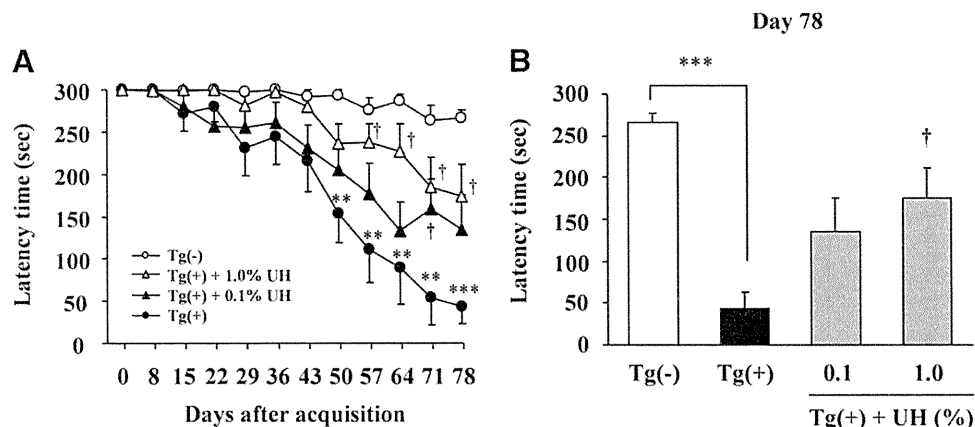 Day 78
A
B
Latency time (sec)
300
250
200
150
100
50
0
Tg(-)
Tg(+) + 1.0% UH
Tg(+) + 0.1% UH
Tg(+)
†
†
†
†
†
**
**
**
**
***
0 8 15 22 29 36 43 50 57 64 71 78
Days after acquisition
Latency time (sec)
300
250
200
150
100
50
0
***
†
Tg(-) Tg(+) 0.1 1.0
Tg(+) + UH (%)